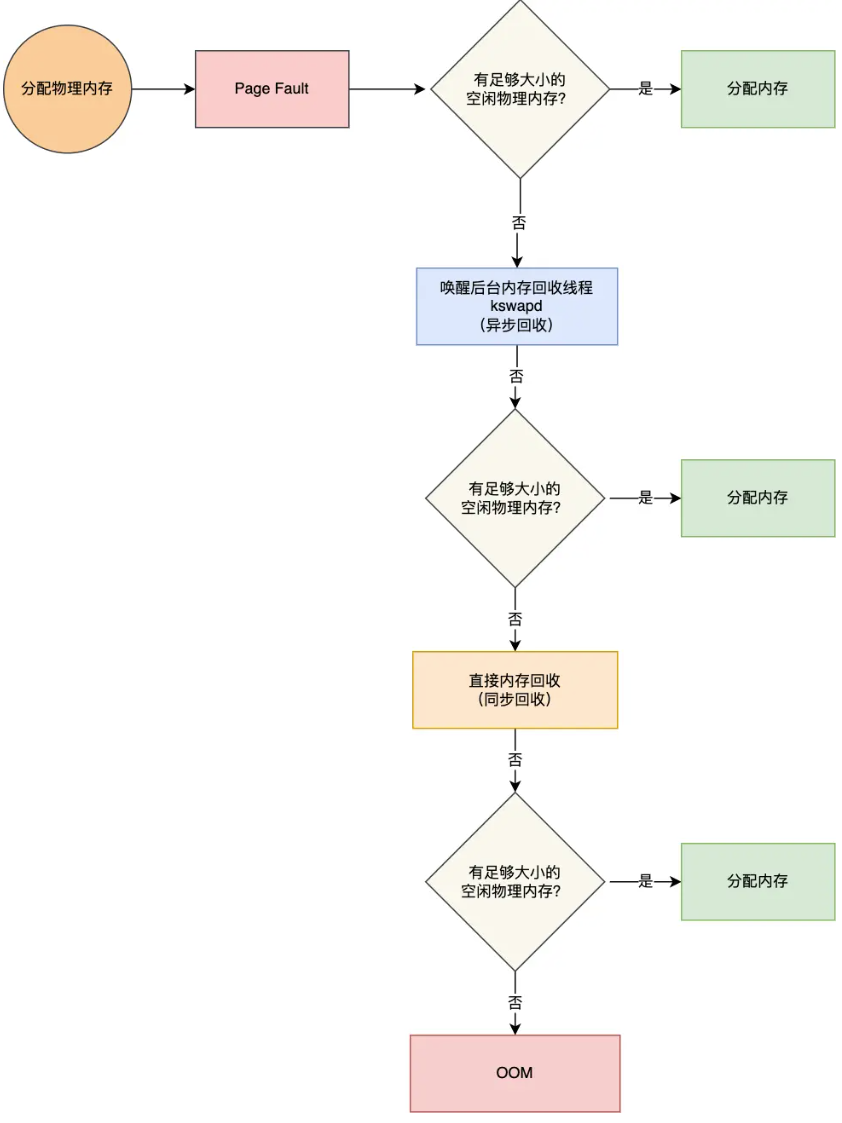 分配物理内存
Page Fault
有足够大小的
空闲物理内存?
是
分配内存
否
唤醒后台内存回收线程
kswapd
（异步回收）
否
有足够大小的
空闲物理内存?
是
分配内存
否
直接内存回收
（同步回收）
否
有足够大小的
空闲物理内存?
是
分配内存
否
OOM